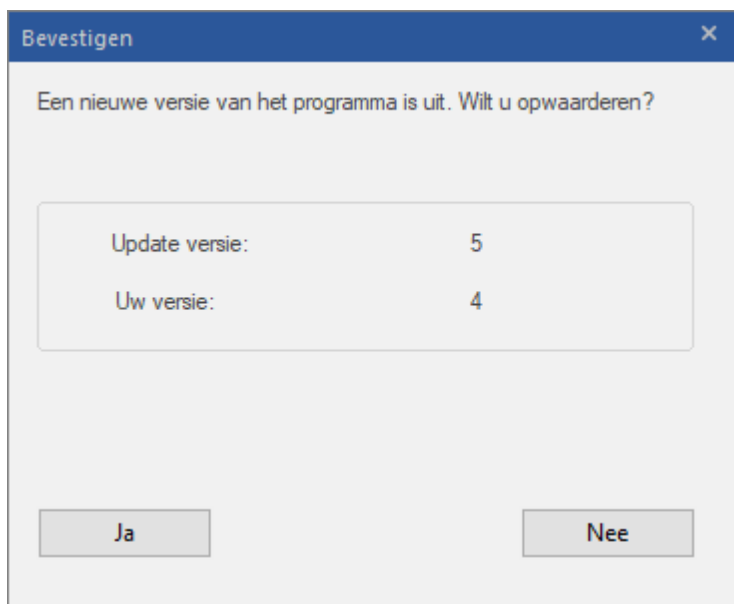 Bevestigen
Een nieuwe versie van het programma is uit. Wilt u opwaarderen?
Update versie: 5
Uw versie: 4
Ja Nee